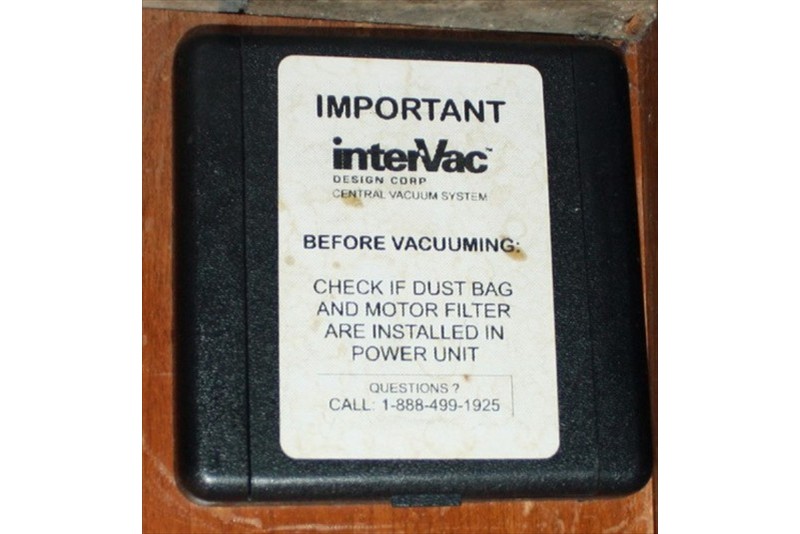 IMPORTANT
interVac™
DESIGN CORP
CENTRAL VACUUM SYSTEM
BEFORE VACUUMING:
CHECK IF DUST BAG
AND MOTOR FILTER
ARE INSTALLED IN
POWER UNIT
QUESTIONS ?
CALL: 1-888-499-1925